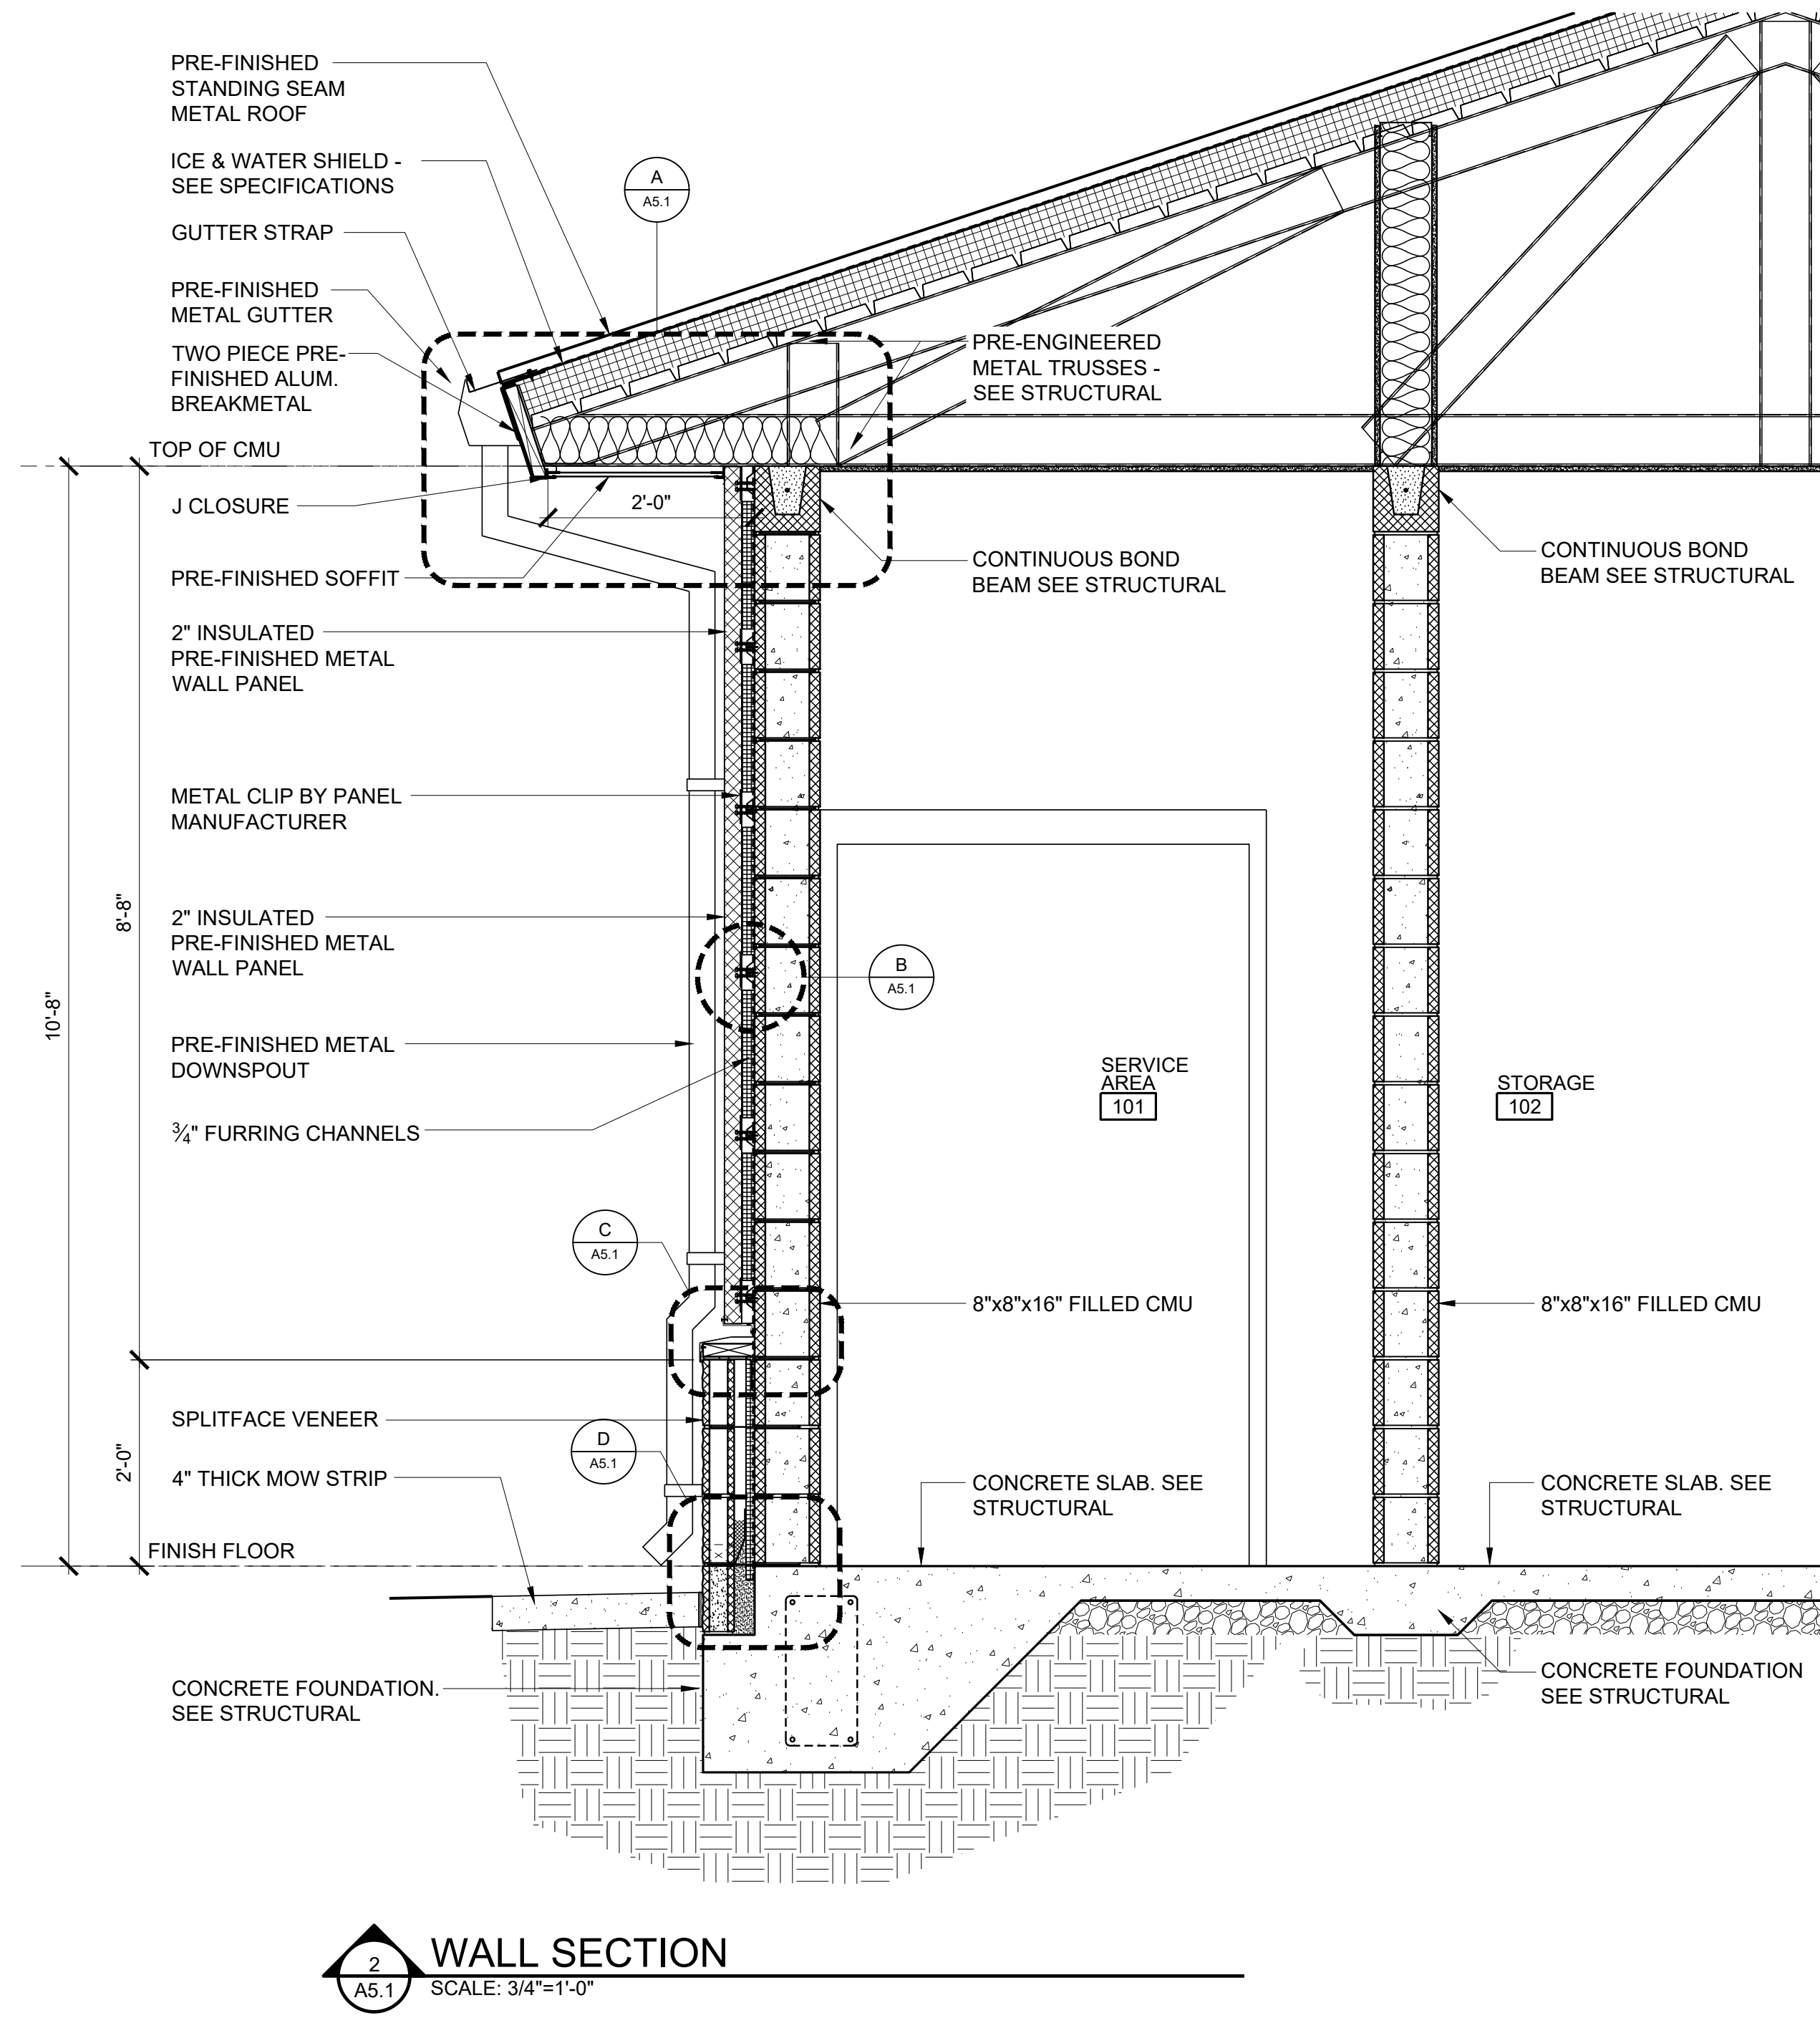 PRE-FINISHED
STANDING SEAM
METAL ROOF
ICE & WATER SHIELD -
SEE SPECIFICATIONS
A
A5.1
GUTTER STRAP
PRE-FINISHED
METAL GUTTER
TWO PIECE PRE-
FINISHED ALUM.
BREAKMETAL
PRE-ENGINEERED
METAL TRUSSES -
SEE STRUCTURAL
TOP OF CMU
J CLOSURE
2'-0"
PRE-FINISHED SOFFIT
CONTINUOUS BOND
BEAM SEE STRUCTURAL
CONTINUOUS BOND
BEAM SEE STRUCTURAL
2" INSULATED
PRE-FINISHED METAL
WALL PANEL
METAL CLIP BY PANEL
MANUFACTURER
8'-8"
2" INSULATED
PRE-FINISHED METAL
WALL PANEL
B
A5.1
10'-8"
PRE-FINISHED METAL
DOWNSPOUT
¾" FURRING CHANNELS
SERVICE
AREA
101
STORAGE
102
C
A5.1
8"x8"x16" FILLED CMU
8"x8"x16" FILLED CMU
SPLITFACE VENEER
D
A5.1
2'-0"
4" THICK MOW STRIP
CONCRETE SLAB. SEE
STRUCTURAL
CONCRETE SLAB. SEE
STRUCTURAL
FINISH FLOOR
CONCRETE FOUNDATION.
SEE STRUCTURAL
CONCRETE FOUNDATION
SEE STRUCTURAL
2
A5.1
WALL SECTION
SCALE: 3/4"=1'-0"